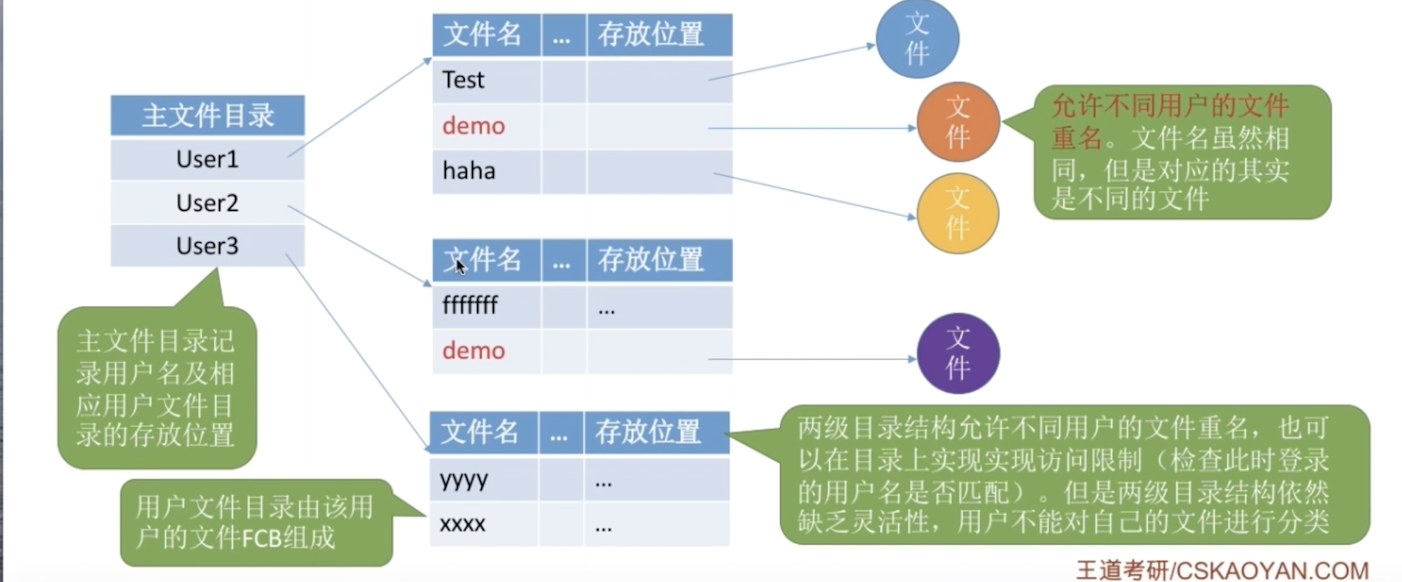 主文件目录
User1
User2
User3
主文件目录记
录用户名及相
应用户文件目
录的存放位置
文件名 ... 存放位置
Test
demo
haha
文
件
文
件
文
件
允许不同用户的文件
重名。文件名虽然相
同，但是对应的其实
是不同的文件
文件名 ... 存放位置
fffffff ...
demo
文
件
文件名 ... 存放位置
yyyy ...
xxxx ...
用户文件目录由该用
户的文件FCB组成
两级目录结构允许不同用户的文件重名，也可
以在目录上实现实现访问限制（检查此时登录
的用户名是否匹配）。但是两级目录结构依然
缺乏灵活性，用户不能对自己的文件进行分类
王道考研/CSKAOYAN.COM